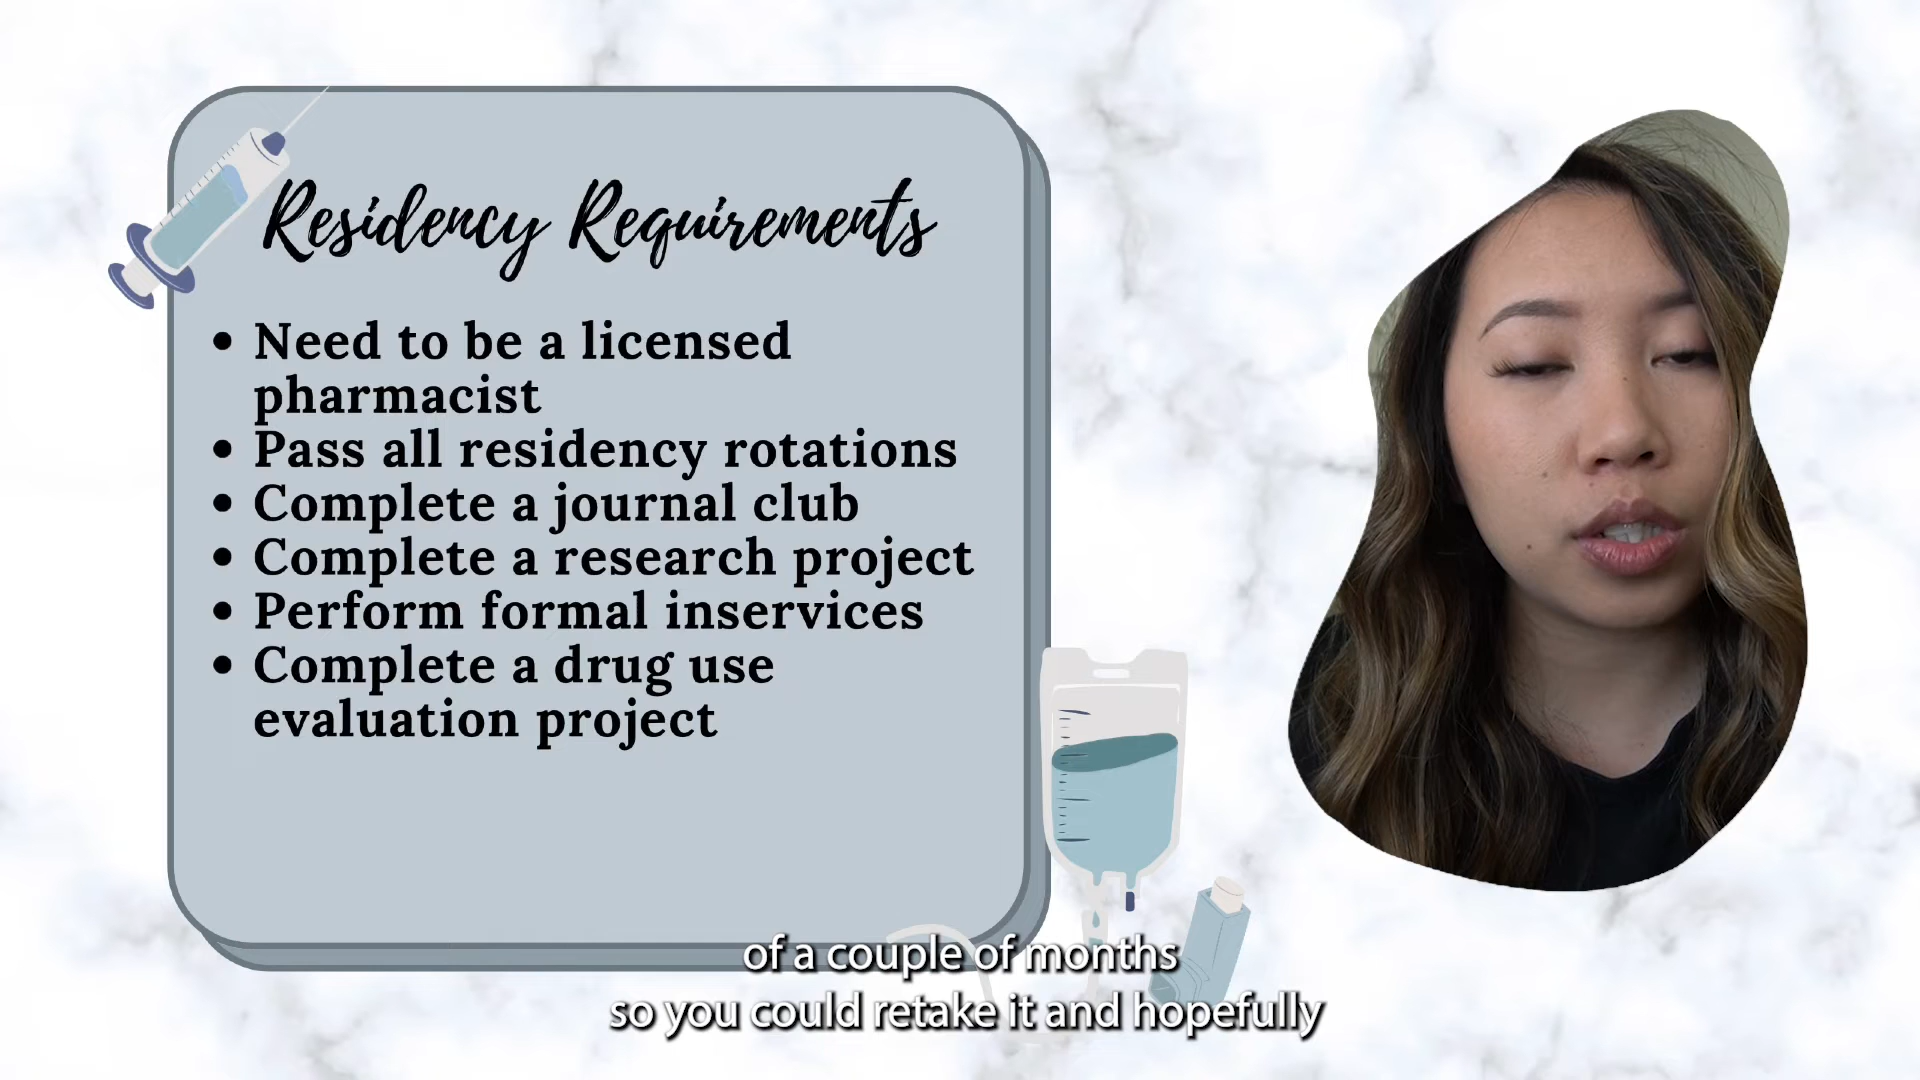 Residency Requirements
• Need to be a licensed
pharmacist
• Pass all residency rotations
• Complete a journal club
• Complete a research project
• Perform formal inservices
• Complete a drug use
evaluation project
of a couple of months
so you could retake it and hopefully